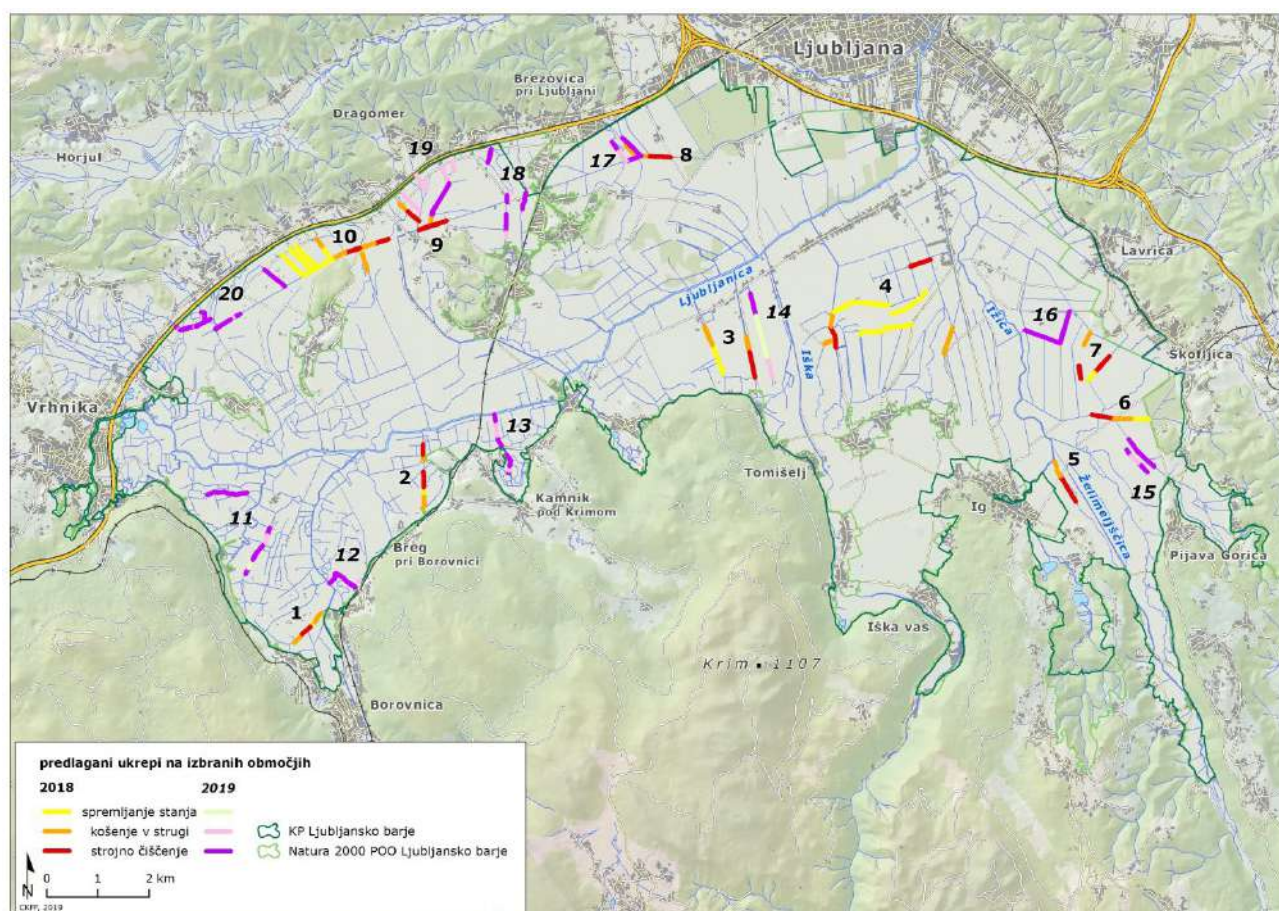 Ljubljana
Brezovica
pri Ljubljani
Dragomer
Horjul
19
17
8
18
10
9
Lavrica
20
Ljubljanica
4
14
3
Iška
Ižica
16
7
Škofljica
Vrhnika
6
13
2
Tomišelj
5
Želimeljščica
15
Kamnik
pod Krimom
Ig
11
Breg
pri Borovnici
12
Pijava Gorica
1
Iška vas
Krim 1107
Borovnica
predlagani ukrepi na izbranih območjih
2018 2019
spremljanje stanja
košenje v strugi KP Ljubljansko barje
strojno čiščenje Natura 2000 POO Ljubljansko barje
N 0 1 2 km
CKFF, 2019